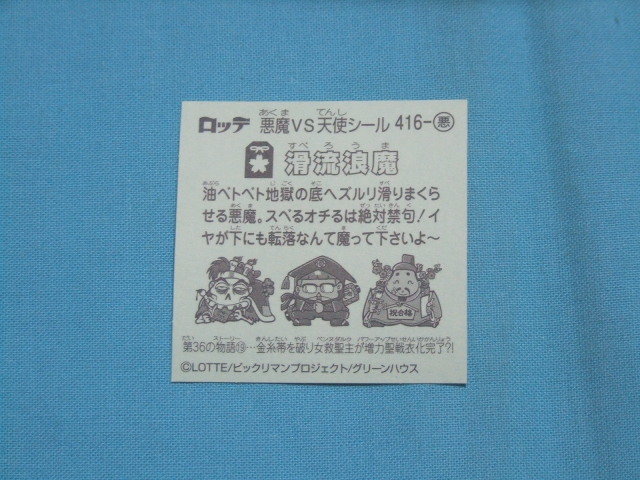 ロッテ 悪魔VS天使シール 416-悪
滑流浪魔
油ベトベト地獄の底へズルリ滑りまくら
せる悪魔。スベるオチるは絶対禁句!イ
ヤが下にも転落なんて魔って下さいよ～
祝合格
第36の物語⑲…金糸帯を破り女救聖主が増力聖戦衣化完了?!
©LOTTE/ビックリマンプロジェクト/グリーンハウス